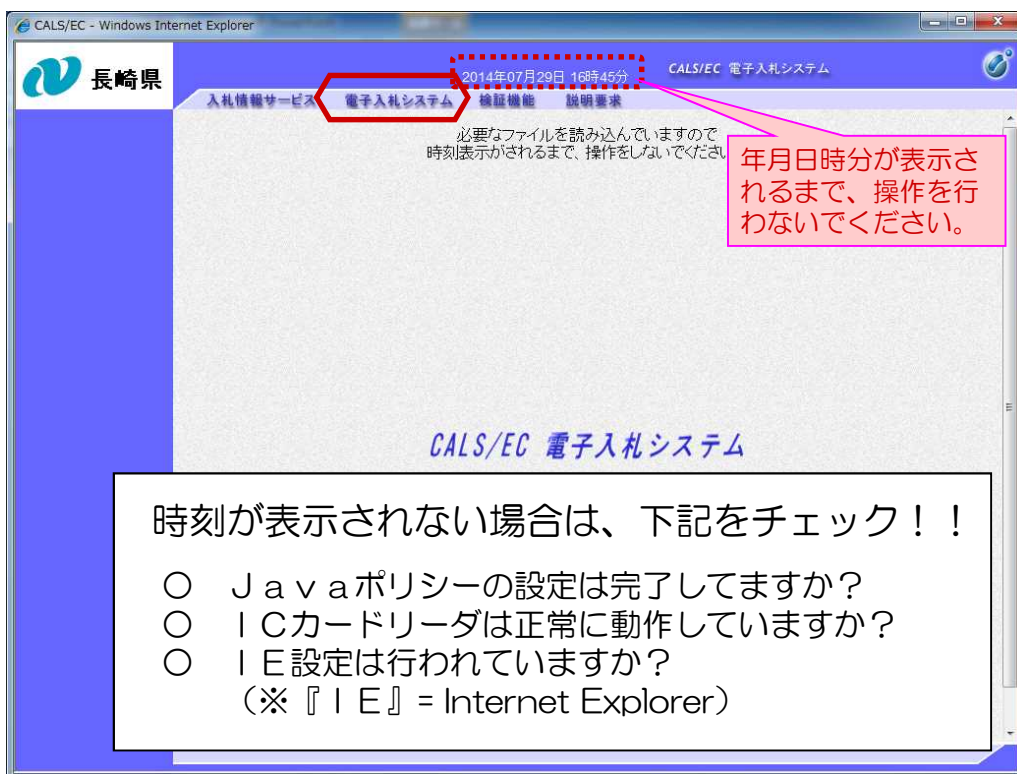 CALS/EC - Windows Internet Explorer
長崎県
2014年07月29日 16時45分
CALS/EC 電子入札システム
入札情報サービス 電子入札システム 検証機能 説明要求
必要なファイルを読み込んでいますので
時刻表示がされるまで、操作をしないでくださ
年月日時分が表示さ
れるまで、操作を行
わないでください。
CALS/EC 電子入札システム
時刻が表示されない場合は、下記をチェック!!
○ Javaポリシーの設定は完了してますか?
○ ICカードリーダは正常に動作していますか?
○ IE設定は行われていますか?
(※『IE』= Internet Explorer)